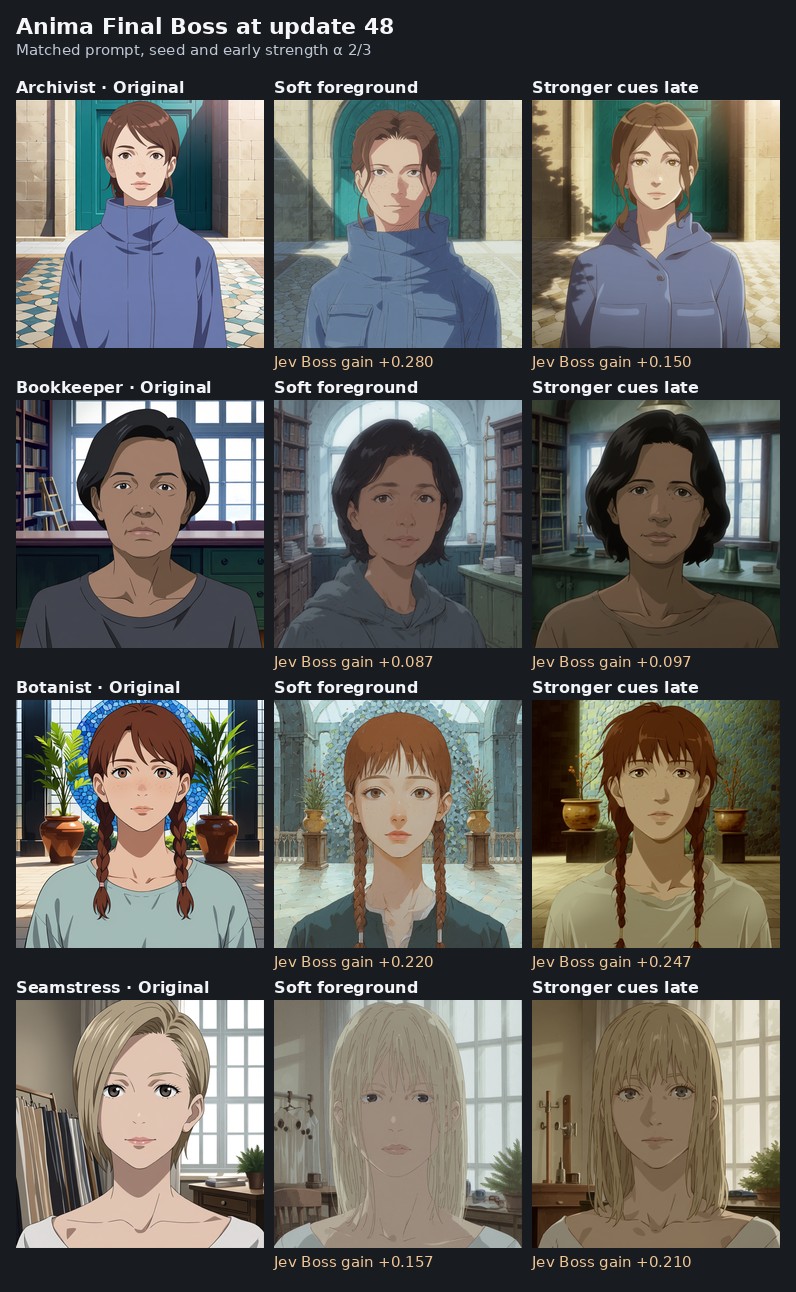 Anima Final Boss at update 48
Matched prompt, seed and early strength α 2/3
Archivist · Original
Soft foreground
Stronger cues late
Jev Boss gain +0.280
Jev Boss gain +0.150
Bookkeeper · Original
Soft foreground
Stronger cues late
Jev Boss gain +0.087
Jev Boss gain +0.097
Botanist · Original
Soft foreground
Stronger cues late
Jev Boss gain +0.220
Jev Boss gain +0.247
Seamstress · Original
Soft foreground
Stronger cues late
Jev Boss gain +0.157
Jev Boss gain +0.210